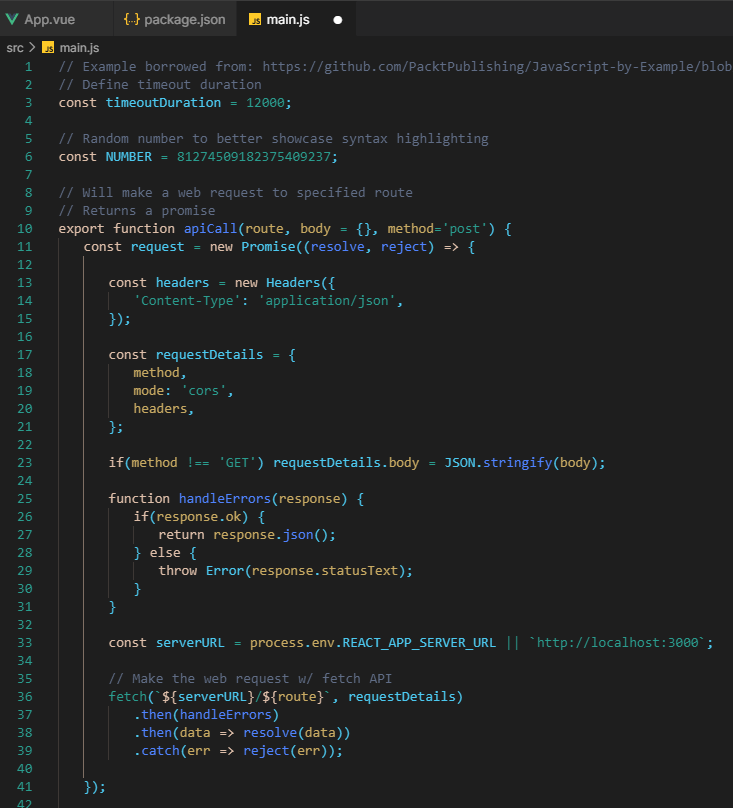 App.vue {..} package.json JS main.js
src > JS main.js
1 // Example borrowed from: https://github.com/PacktPublishing/JavaScript-by-Example/blob
2 // Define timeout duration
3 const timeoutDuration = 12000;
4
5 // Random number to better showcase syntax highlighting
6 const NUMBER = 81274509182375409237;
7
8 // Will make a web request to specified route
9 // Returns a promise
10 export function apiCall(route, body = {}, method='post') {
11 const request = new Promise((resolve, reject) => {
12
13 const headers = new Headers({
14 'Content-Type': 'application/json',
15 });
16
17 const requestDetails = {
18 method,
19 mode: 'cors',
20 headers,
21 };
22
23 if(method !== 'GET') requestDetails.body = JSON.stringify(body);
24
25 function handleErrors(response) {
26 if(response.ok) {
27 return response.json();
28 } else {
29 throw Error(response.statusText);
30 }
31 }
32
33 const serverURL = process.env.REACT_APP_SERVER_URL || `http://localhost:3000`;
34
35 // Make the web request w/ fetch API
36 fetch(`${serverURL}/${route}`, requestDetails)
37 .then(handleErrors)
38 .then(data => resolve(data))
39 .catch(err => reject(err));
40
41 });
42